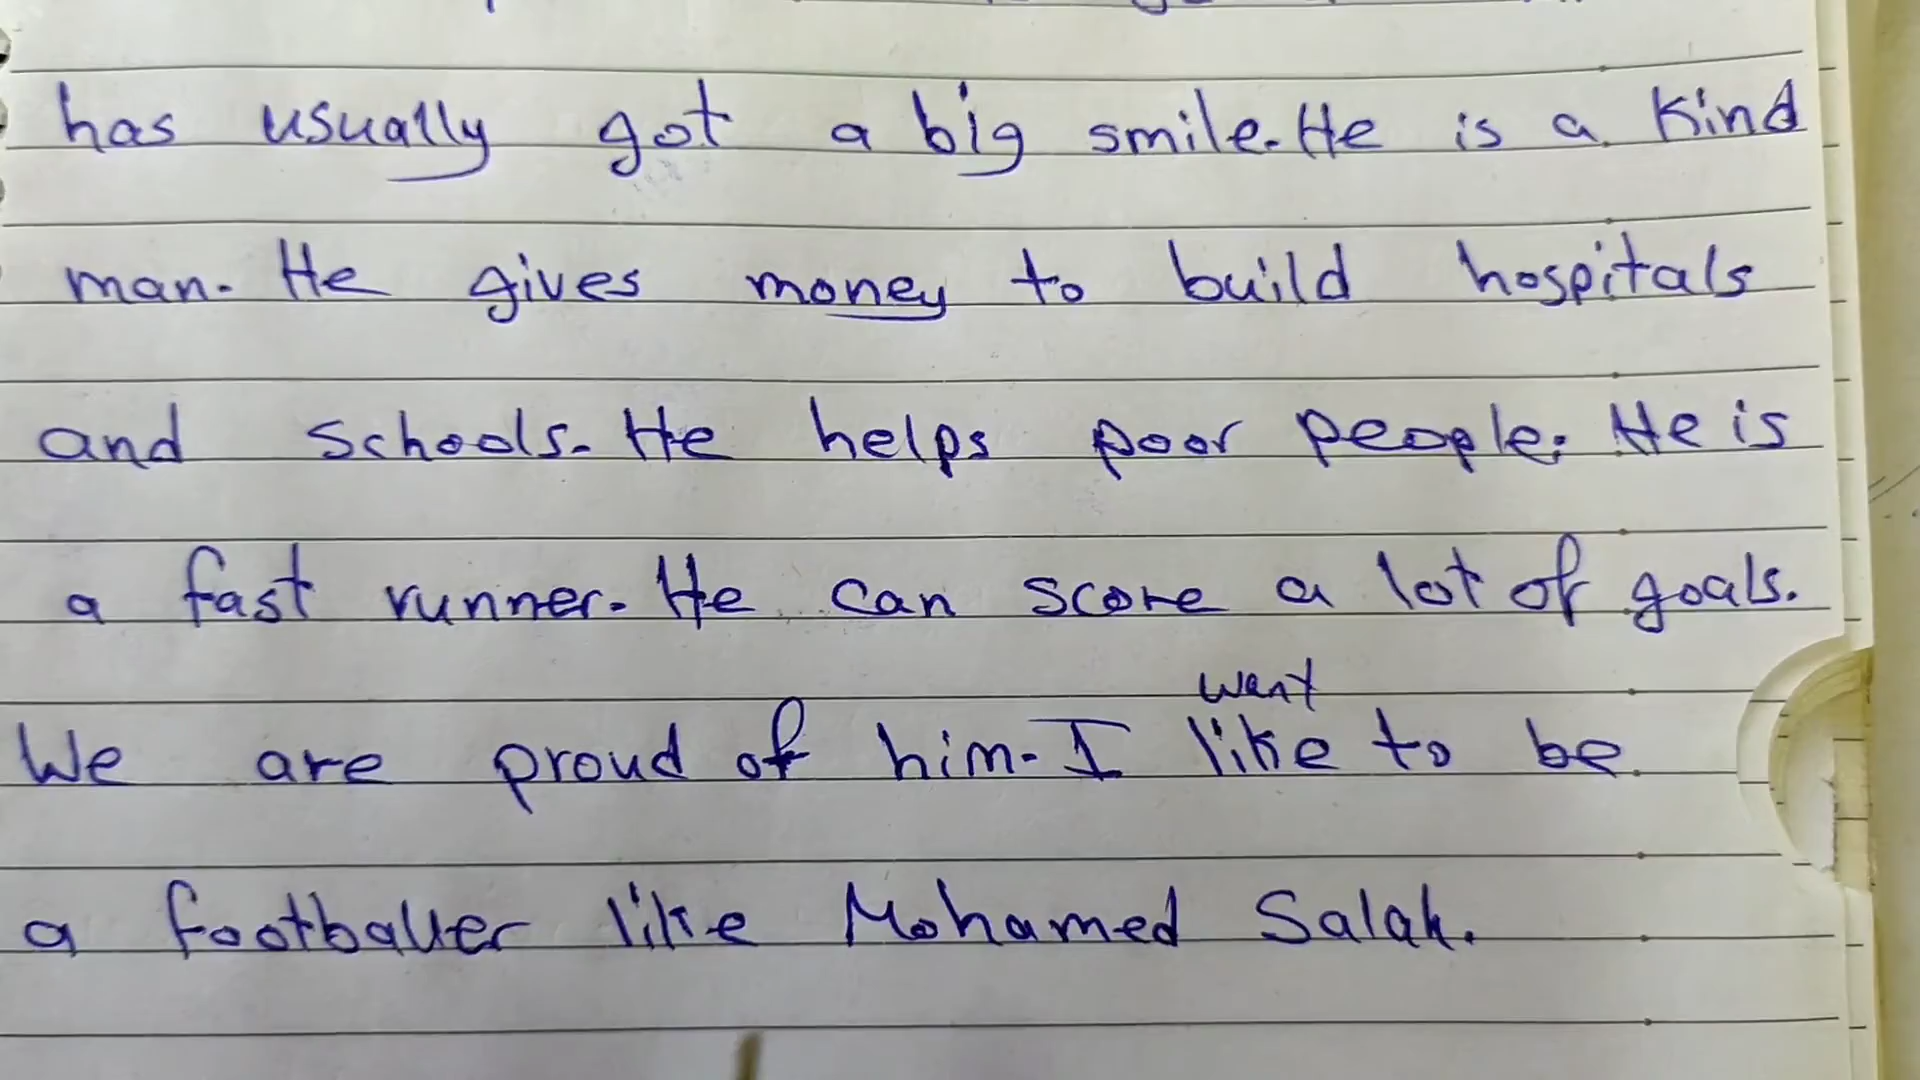 has usually got a big smile. He is a kind
man. He gives money to build hospitals
and schools. He helps poor people. He is
a fast runner. He can score a lot of goals.
want
We are proud of him. I like to be
a footballer like Mohamed Salah.